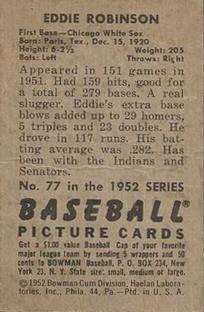 EDDIE ROBINSON
First Base—Chicago White Sox
Born: Paris, Tex., Dec. 15, 1920
Height: 6-2½ Weight: 205
Bats: Left Throws: Right
Appeared in 151 games in
1951. Had 159 hits, good for
a total of 279 bases. A real
slugger. Eddie's extra base
blows added up to 29 homers,
5 triples and 23 doubles. He
drove in 117 runs. His bat-
ting average was .282. Has
been with the Indians and
Senators.
No. 77 in the 1952 SERIES
BASEBALL®
PICTURE CARDS
Get a $1.00 value Baseball Cap of your favorite
major league team by sending 5 wrappers and 50
cents to BOWMAN Baseball, P. O. BOX 234, New
York 23, N. Y. State size: small, medium or large.
©1952 Bowman Gum Division, Haelan Labora-
tories, Inc., Phila. 44, Pa.—Ptd. in U. S. A.